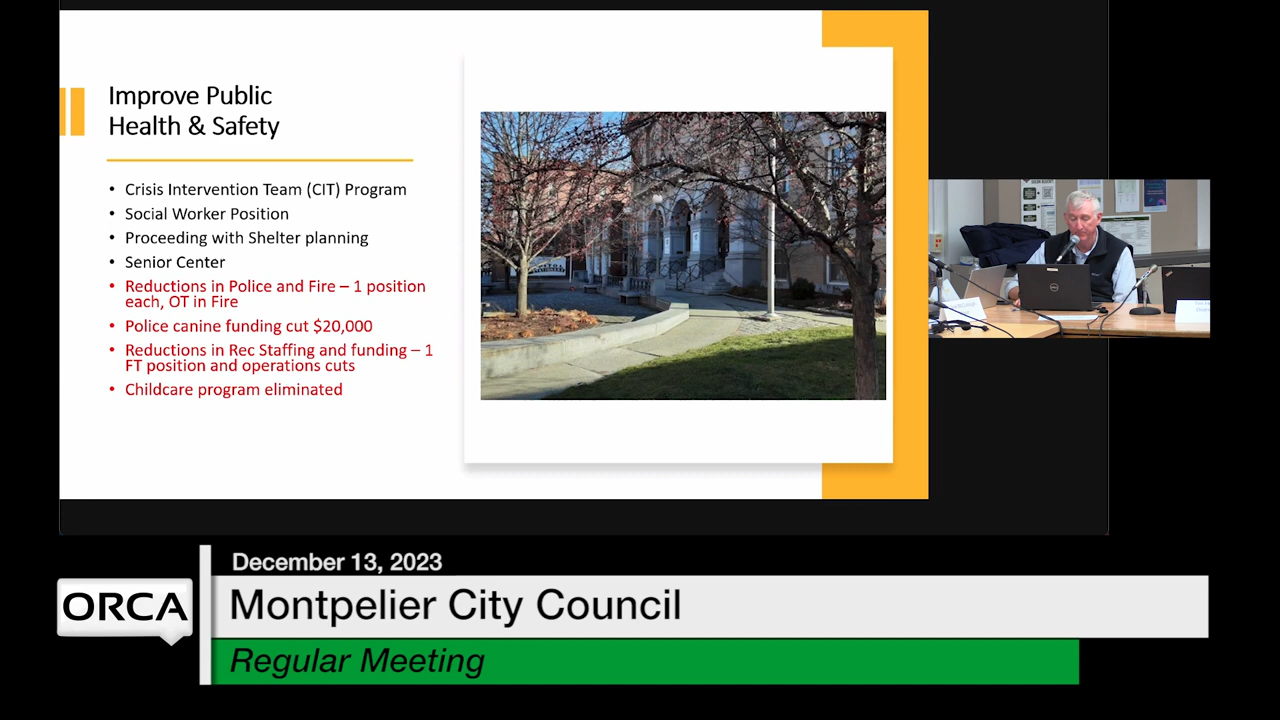 Improve Public
Health & Safety
• Crisis Intervention Team (CIT) Program
• Social Worker Position
• Proceeding with Shelter planning
• Senior Center
• Reductions in Police and Fire – 1 position
each, OT in Fire
• Police canine funding cut $20,000
• Reductions in Rec Staffing and funding – 1
FT position and operations cuts
• Childcare program eliminated
DELL
December 13, 2023
ORCA
Montpelier City Council
Regular Meeting